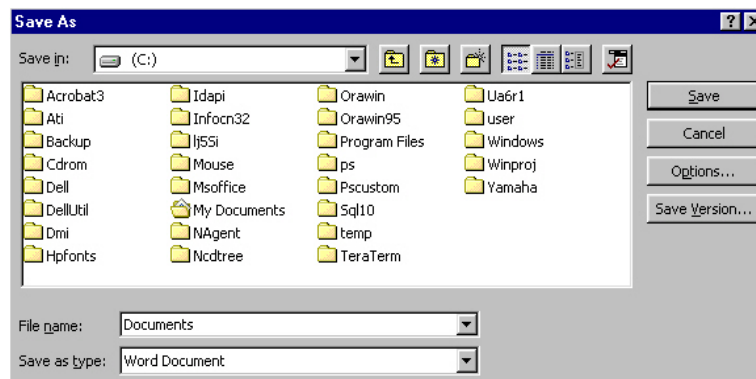 Save As
Save in: (C:)
Acrobat3 Idapi Orawin Ua6r1
Ati Infocn32 Orawin95 user
Backup lj5Si Program Files Windows
Cdrom Mouse ps Winproj
Dell Msoffice Pscustom Yamaha
DellUtil My Documents Sql10
Dmi NAgent temp
Hpfonts Ncdtree TeraTerm
Save
Cancel
Options...
Save Version...
File name: Documents
Save as type: Word Document